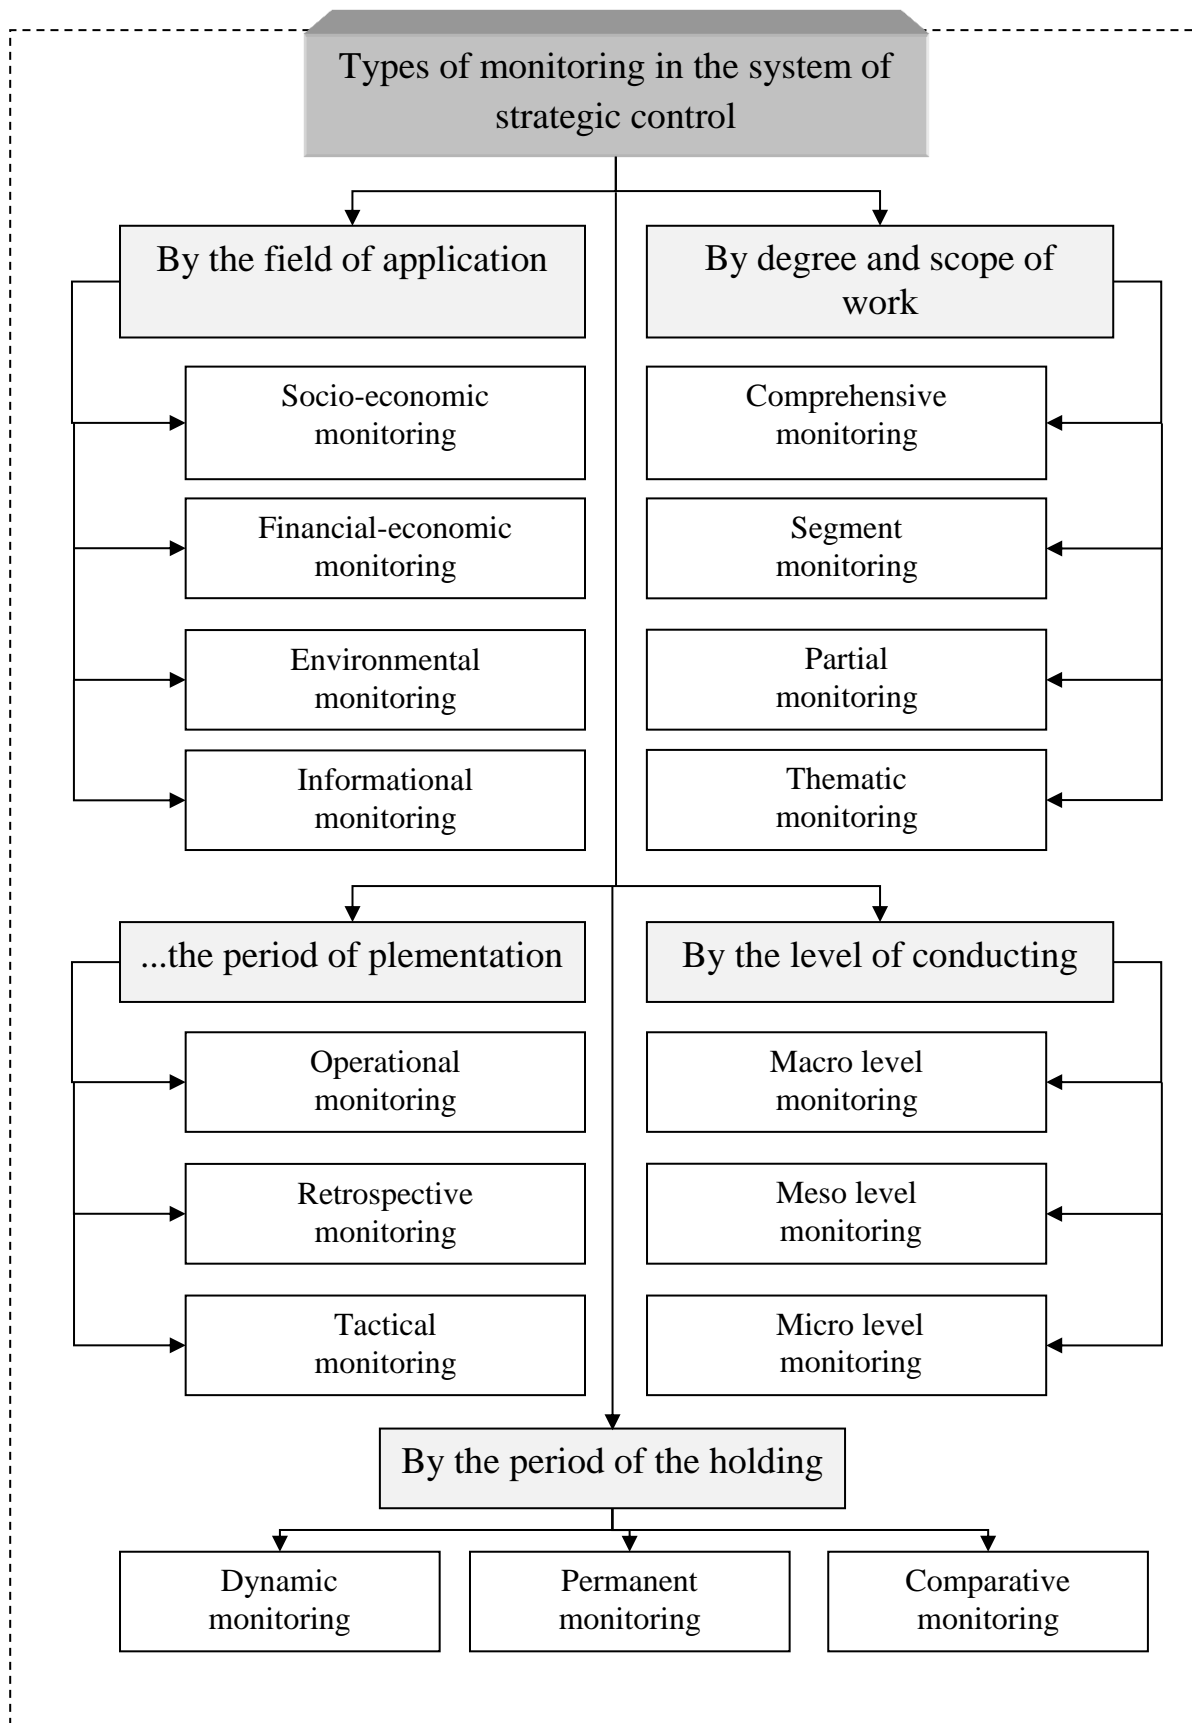 Types of monitoring in the system of
strategic control
By the field of application
By degree and scope of
work
Socio-economic
monitoring
Comprehensive
monitoring
Financial-economic
monitoring
Segment
monitoring
Environmental
monitoring
Partial
monitoring
Informational
monitoring
Thematic
monitoring
...the period of plementation
By the level of conducting
Operational
monitoring
Macro level
monitoring
Retrospective
monitoring
Meso level
monitoring
Tactical
monitoring
Micro level
monitoring
By the period of the holding
Dynamic
monitoring
Permanent
monitoring
Comparative
monitoring